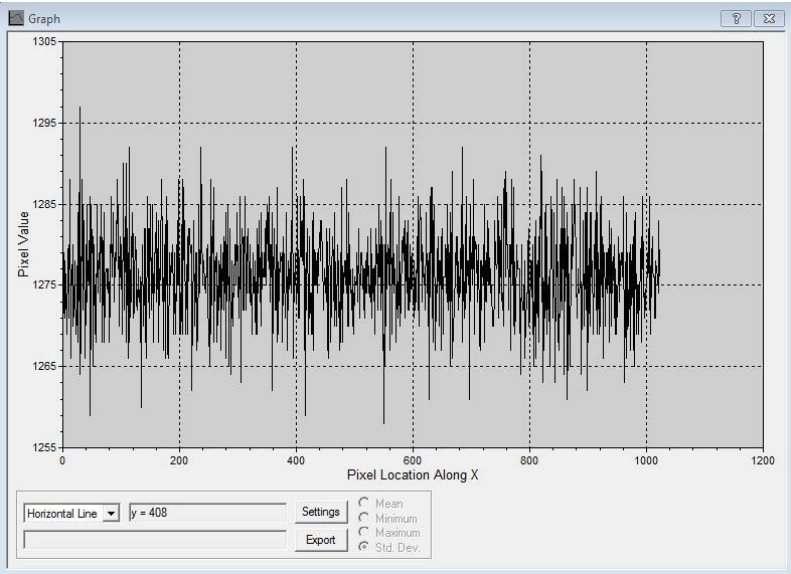 Graph
1305
1295
1285
1275
1265
1255
Pixel Value
0 200 400 600 800 1000 1200
Pixel Location Along X
Horizontal Line y = 408 Settings
Export
Mean
Minimum
Maximum
Std. Dev.